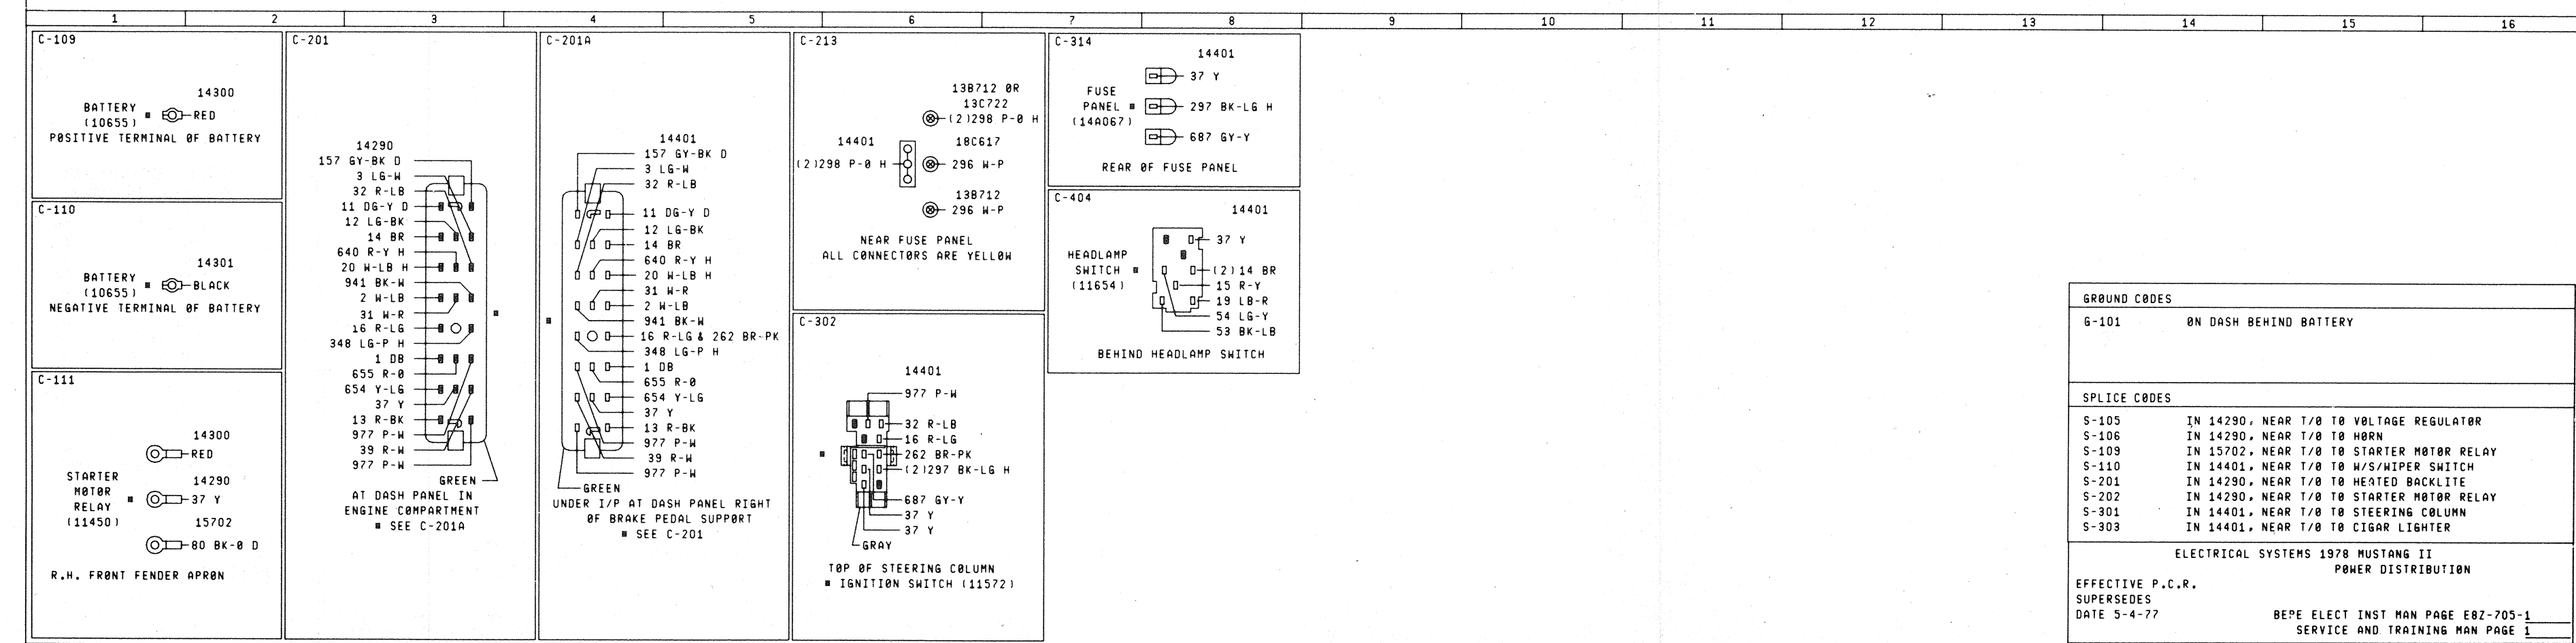 1 2 3 4 5 6 7 8 9 10 11 12 13 14 15 16
C-109
14300
BATTERY
(10655)
RED
POSITIVE TERMINAL OF BATTERY
C-110
14301
BATTERY
(10655)
BLACK
NEGATIVE TERMINAL OF BATTERY
C-111
14300
RED
STARTER
MOTOR
RELAY
(11450)
14290
37 Y
15702
80 BK-O D
R.H. FRONT FENDER APRON
C-201
14290
157 GY-BK D
3 LG-W
32 R-LB
11 DG-Y D
12 LG-BK
14 BR
640 R-Y H
20 W-LB H
941 BK-W
2 W-LB
31 W-R
16 R-LG
348 LG-P H
1 DB
655 R-O
654 Y-LG
37 Y
13 R-BK
977 P-W
39 R-W
977 P-W
GREEN
AT DASH PANEL IN
ENGINE COMPARTMENT
SEE C-201A
C-201A
14401
157 GY-BK D
3 LG-W
32 R-LB
11 DG-Y D
12 LG-BK
14 BR
640 R-Y H
20 W-LB H
31 W-R
2 W-LB
941 BK-W
16 R-LG & 262 BR-PK
348 LG-P H
1 DB
655 R-O
654 Y-LG
37 Y
13 R-BK
977 P-W
39 R-W
977 P-W
GREEN
UNDER I/P AT DASH PANEL RIGHT
OF BRAKE PEDAL SUPPORT
SEE C-201
C-213
13B712 OR
13C722
(2)298 P-O H
14401
(2)298 P-O H
18C617
296 W-P
13B712
296 W-P
NEAR FUSE PANEL
ALL CONNECTORS ARE YELLOW
C-302
14401
977 P-W
32 R-LB
16 R-LG
262 BR-PK
(2)297 BK-LG H
687 GY-Y
37 Y
37 Y
GRAY
TOP OF STEERING COLUMN
IGNITION SWITCH (11572)
C-314
14401
37 Y
FUSE
PANEL
(14A067)
297 BK-LG H
687 GY-Y
REAR OF FUSE PANEL
C-404
14401
37 Y
HEADLAMP
SWITCH
(11654)
(2)14 BR
15 R-Y
19 LB-R
54 LG-Y
53 BK-LB
BEHIND HEADLAMP SWITCH
GROUND CODES
G-101 ON DASH BEHIND BATTERY
SPLICE CODES
S-105 IN 14290, NEAR T/O TO VOLTAGE REGULATOR
S-106 IN 14290, NEAR T/O TO HORN
S-109 IN 15702, NEAR T/O TO STARTER MOTOR RELAY
S-110 IN 14401, NEAR T/O TO W/S/WIPER SWITCH
S-201 IN 14290, NEAR T/O TO HEATED BACKLITE
S-202 IN 14290, NEAR T/O TO STARTER MOTOR RELAY
S-301 IN 14401, NEAR T/O TO STEERING COLUMN
S-303 IN 14401, NEAR T/O TO CIGAR LIGHTER
ELECTRICAL SYSTEMS 1978 MUSTANG II
POWER DISTRIBUTION
EFFECTIVE P.C.R.
SUPERSEDES
DATE 5-4-77
BEPE ELECT INST MAN PAGE E8Z-705-1
SERVICE AND TRAINING MAN PAGE 1